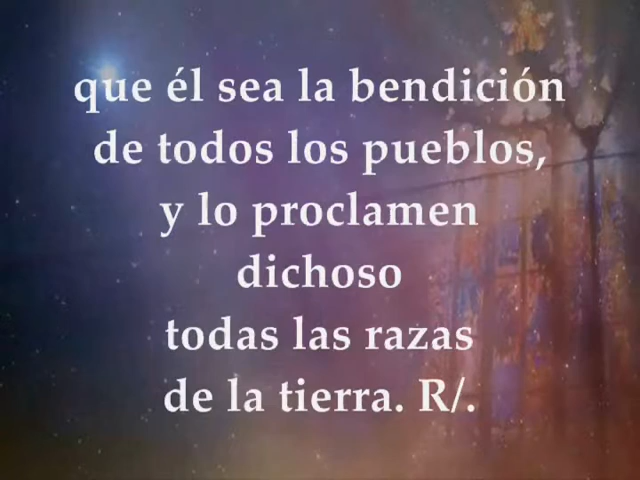 que él sea la bendición
de todos los pueblos,
y lo proclamen
dichoso
todas las razas
de la tierra. R/.